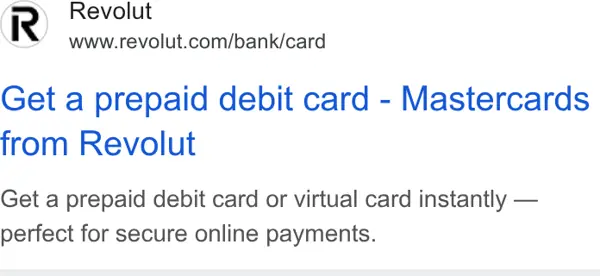 Revolut
www.revolut.com/bank/card
Get a prepaid debit card - Mastercards
from Revolut
Get a prepaid debit card or virtual card instantly —
perfect for secure online payments.